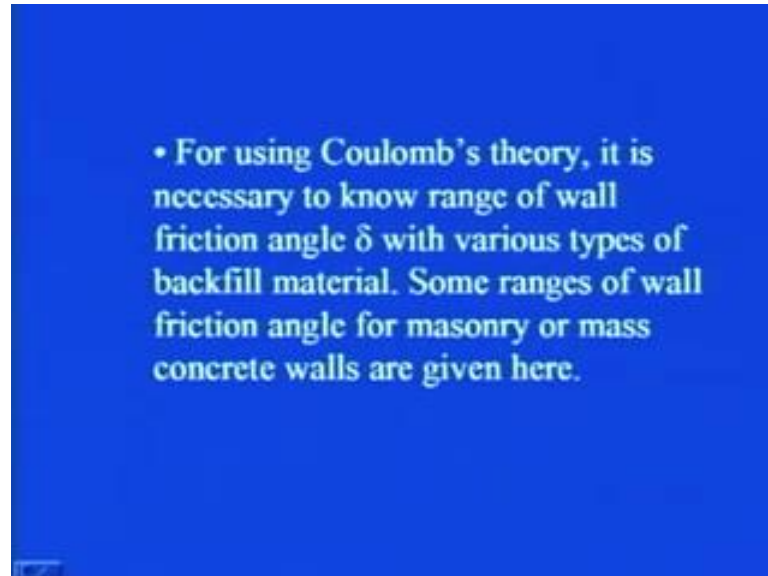 • For using Coulomb's theory, it is
necessary to know range of wall
friction angle δ with various types of
backfill material. Some ranges of wall
friction angle for masonry or mass
concrete walls are given here.